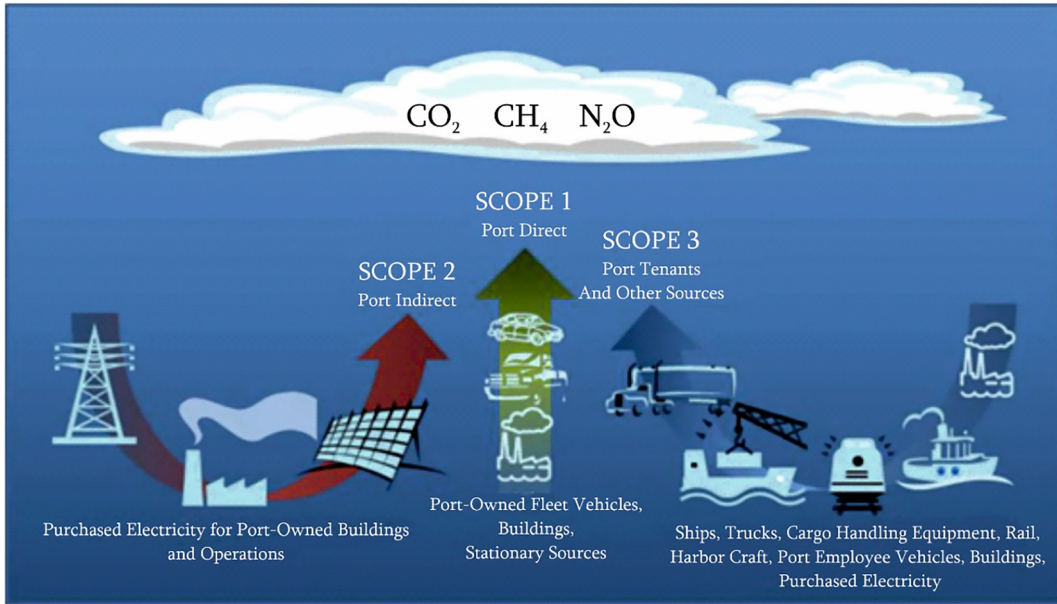 CO₂ CH₄ N₂O
SCOPE 1
Port Direct
SCOPE 2
Port Indirect
SCOPE 3
Port Tenants
And Other Sources
Purchased Electricity for Port-Owned Buildings
and Operations
Port-Owned Fleet Vehicles,
Buildings,
Stationary Sources
Ships, Trucks, Cargo Handling Equipment, Rail,
Harbor Craft, Port Employee Vehicles, Buildings,
Purchased Electricity